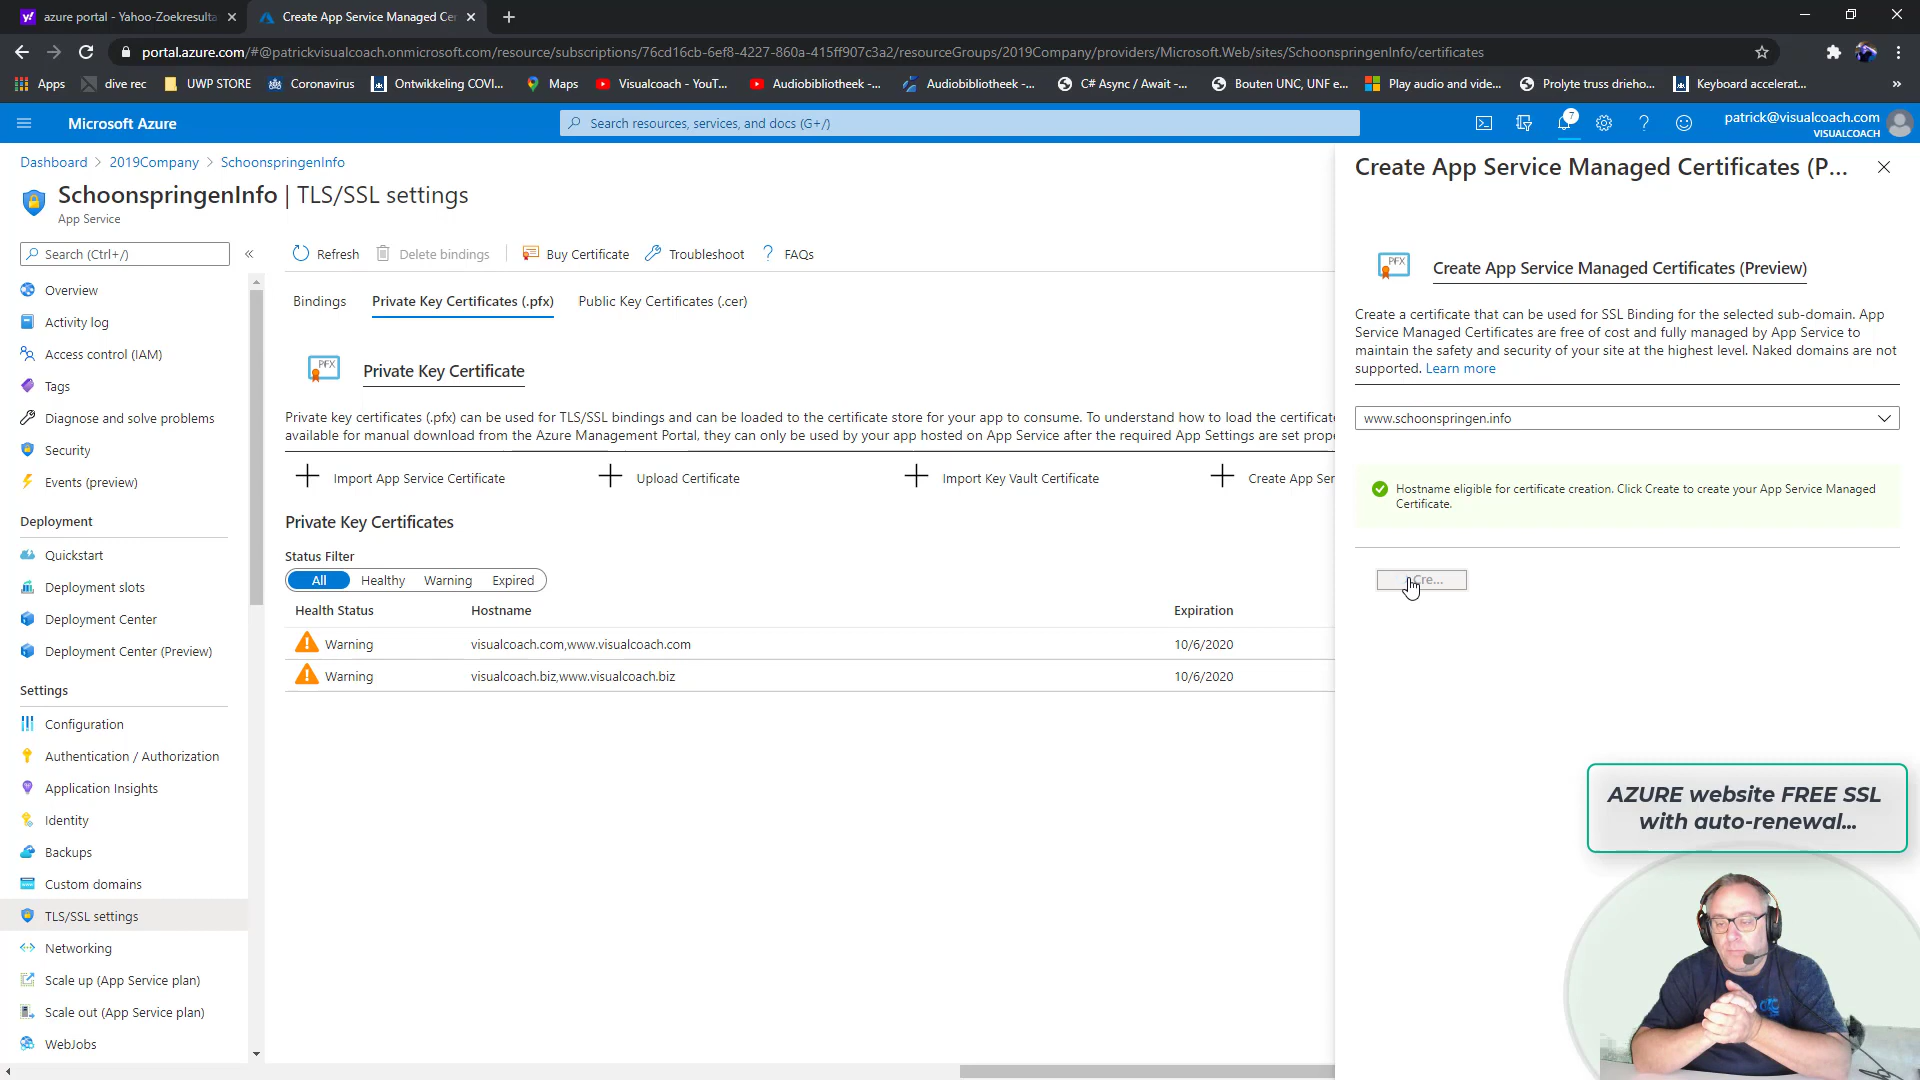 azure portal - Yahoo-Zoekresulta
Create App Service Managed Cer
portal.azure.com/#@patrickvisualcoach.onmicrosoft.com/resource/subscriptions/76cd16cb-6ef8-4227-860a-415ff907c3a2/resourceGroups/2019Company/providers/Microsoft.Web/sites/SchoonspringenInfo/certificates
Apps
dive rec
UWP STORE
Coronavirus
Ontwikkeling COVI...
Maps
Visualcoach - YouT...
Audiobibliotheek -...
Audiobibliotheek -...
C# Async / Await -...
Bouten UNC, UNF e...
Play audio and vide...
Prolyte truss drieho...
Keyboard accelerat...
»
Microsoft Azure
Search resources, services, and docs (G+/)
7
patrick@visualcoach.com
VISUALCOACH
Dashboard > 2019Company > SchoonspringenInfo
SchoonspringenInfo | TLS/SSL settings
App Service
Search (Ctrl+/)
«
Overview
Activity log
Access control (IAM)
Tags
Diagnose and solve problems
Security
Events (preview)
Deployment
Quickstart
Deployment slots
Deployment Center
Deployment Center (Preview)
Settings
Configuration
Authentication / Authorization
Application Insights
Identity
Backups
Custom domains
TLS/SSL settings
Networking
Scale up (App Service plan)
Scale out (App Service plan)
WebJobs
Refresh
Delete bindings
Buy Certificate
Troubleshoot
? FAQs
Bindings
Private Key Certificates (.pfx)
Public Key Certificates (.cer)
PFX
Private Key Certificate
Private key certificates (.pfx) can be used for TLS/SSL bindings and can be loaded to the certificate store for your app to consume. To understand how to load the certificate
available for manual download from the Azure Management Portal, they can only be used by your app hosted on App Service after the required App Settings are set prope
Import App Service Certificate
Upload Certificate
Import Key Vault Certificate
Create App Ser
Private Key Certificates
Status Filter
All
Healthy
Warning
Expired
Health Status
Hostname
Expiration
Warning
visualcoach.com,www.visualcoach.com
10/6/2020
Warning
visualcoach.biz,www.visualcoach.biz
10/6/2020
Create App Service Managed Certificates (P...
PFX
Create App Service Managed Certificates (Preview)
Create a certificate that can be used for SSL Binding for the selected sub-domain. App
Service Managed Certificates are free of cost and fully managed by App Service to
maintain the safety and security of your site at the highest level. Naked domains are not
supported. Learn more
www.schoonspringen.info
Hostname eligible for certificate creation. Click Create to create your App Service Managed
Certificate.
Cre...
AZURE website FREE SSL
with auto-renewal...